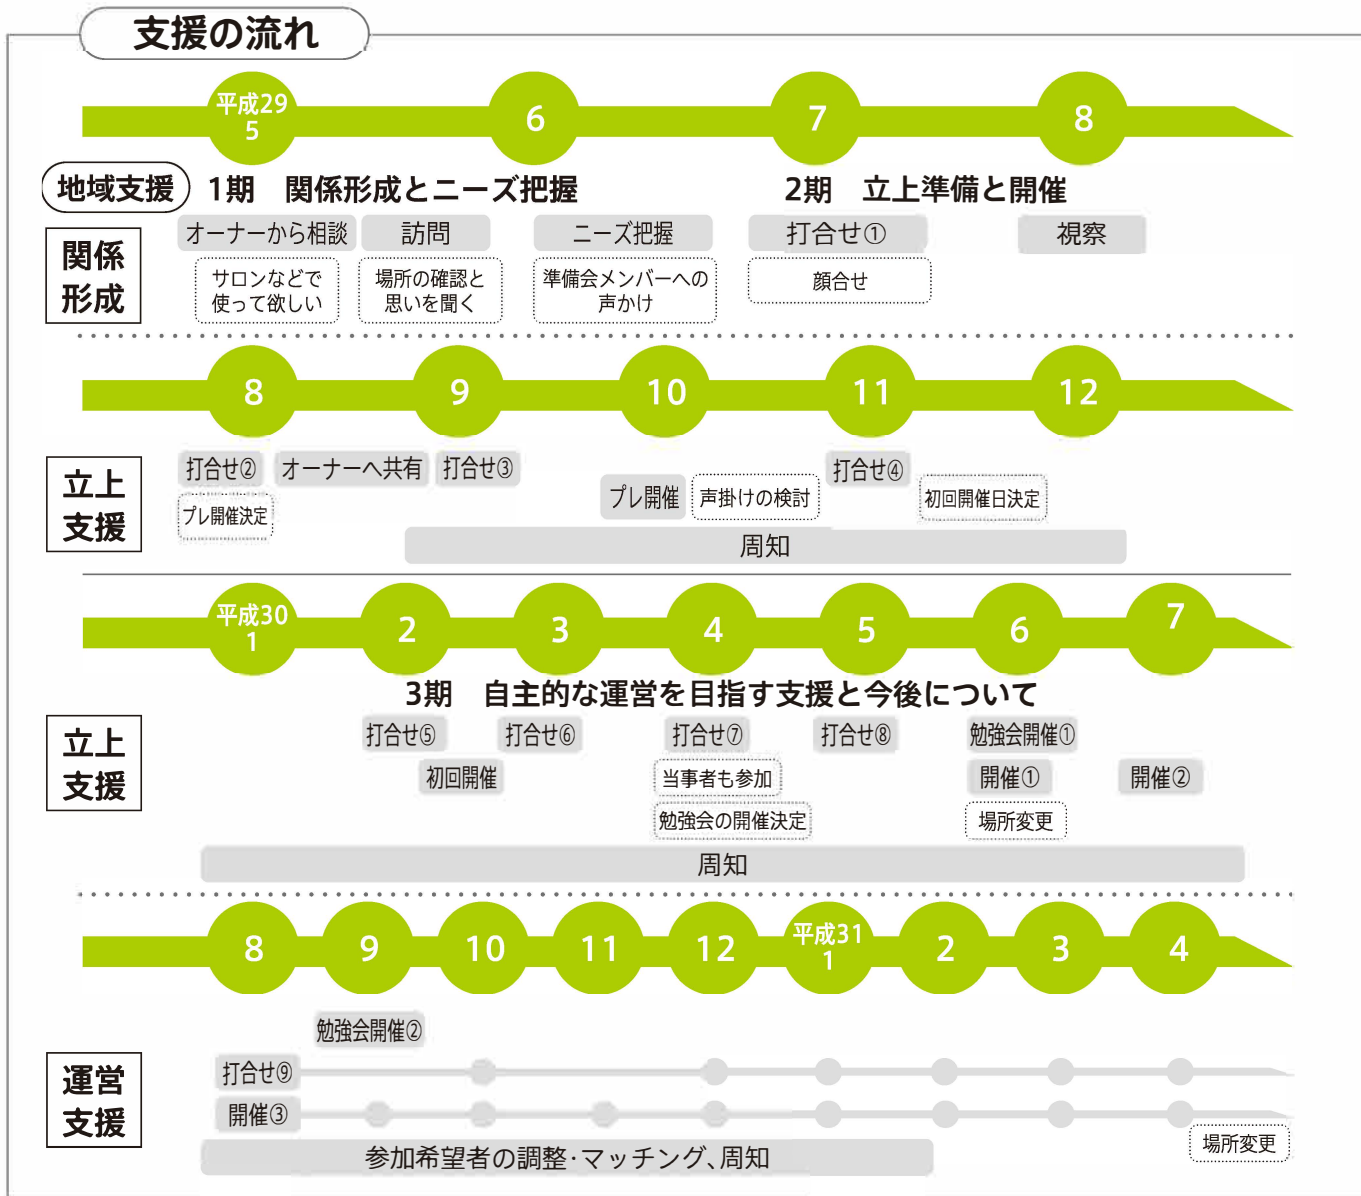 支援の流れ
平成29
5
6
7
8
地域支援
1期　関係形成とニーズ把握
2期　立上準備と開催
関係
形成
オーナーから相談
訪問
ニーズ把握
打合せ①
視察
サロンなどで
使って欲しい
場所の確認と
思いを聞く
準備会メンバーへの
声かけ
顔合せ
8
9
10
11
12
立上
支援
打合せ②
オーナーへ共有
打合せ③
打合せ④
プレ開催決定
プレ開催
声掛けの検討
初回開催日決定
周知
平成30
1
2
3
4
5
6
7
3期　自主的な運営を目指す支援と今後について
立上
支援
打合せ⑤
打合せ⑥
打合せ⑦
打合せ⑧
勉強会開催①
初回開催
当事者も参加
開催①
開催②
勉強会の開催決定
場所変更
周知
8
9
10
11
12
平成31
1
2
3
4
勉強会開催②
運営
支援
打合せ⑨
開催③
場所変更
参加希望者の調整･マッチング、周知